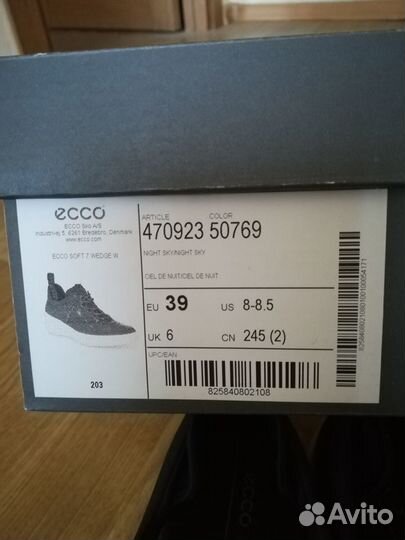 ecco
ECCO Sko A/S
Industrivej 5, 6261 Bredebro, Denmark
www.ecco.com
ECCO SOFT 7 WEDGE W
203
ARTICLE COLOR
470923 50769
NIGHT SKY/NIGHT SKY
CIEL DE NUIT/CIEL DE NUIT
EU 39 US 8-8.5
UK 6 CN 245 (2)
UPC/EAN
825840802108
ecco
Avito